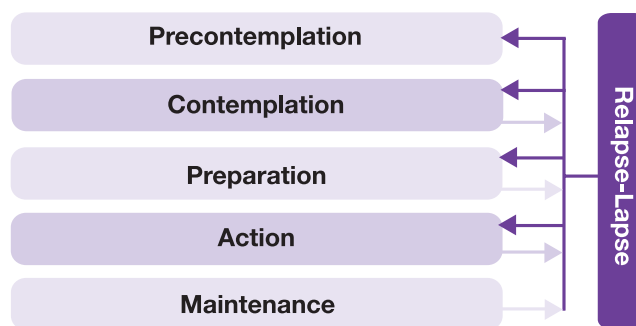 Precontemplation
Contemplation
Preparation
Action
Maintenance
Relapse-Lapse